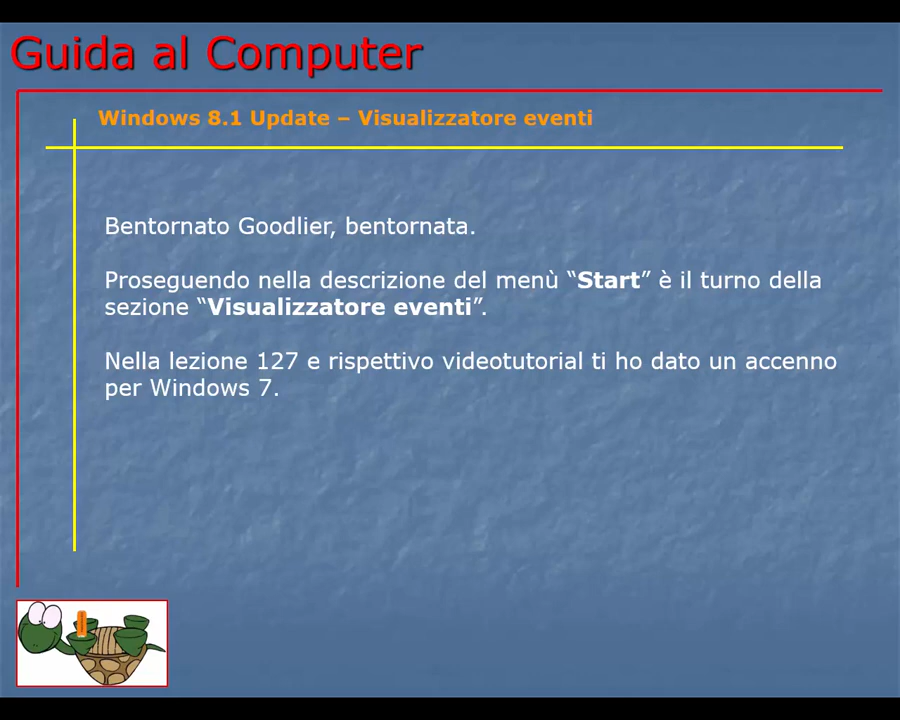 Guida al Computer
Windows 8.1 Update – Visualizzatore eventi
Bentornato Goodlier, bentornata.
Proseguendo nella descrizione del menù “Start” è il turno della
sezione “Visualizzatore eventi”.
Nella lezione 127 e rispettivo videotutorial ti ho dato un accenno
per Windows 7.